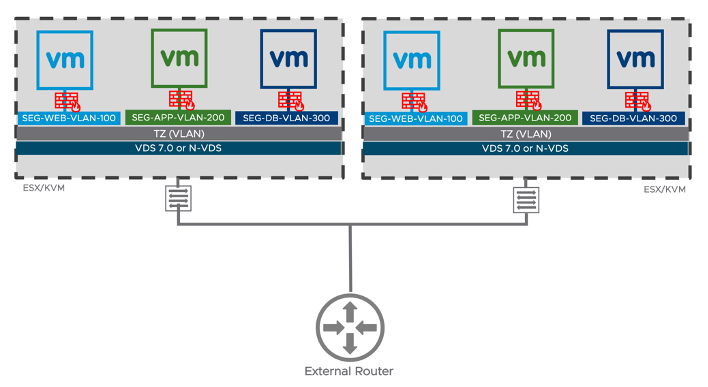 vm vm vm
SEG-WEB-VLAN-100 SEG-APP-VLAN-200 SEG-DB-VLAN-300
TZ (VLAN)
VDS 7.0 or N-VDS
ESX/KVM
vm vm vm
SEG-WEB-VLAN-100 SEG-APP-VLAN-200 SEG-DB-VLAN-300
TZ (VLAN)
VDS 7.0 or N-VDS
ESX/KVM
External Router